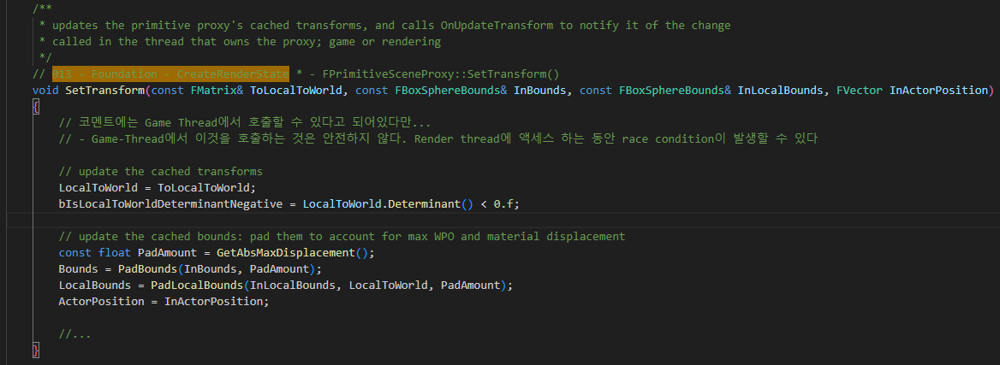 /**
 * updates the primitive proxy's cached transforms, and calls OnUpdateTransform to notify it of the change
 * called in the thread that owns the proxy; game or rendering
 */
// 013 - Foundation - CreateRenderState * - FPrimitiveSceneProxy::SetTransform()
void SetTransform(const FMatrix& ToLocalToWorld, const FBoxSphereBounds& InBounds, const FBoxSphereBounds& InLocalBounds, FVector InActorPosition)
{
// 코멘트에는 Game Thread에서 호출할 수 있다고 되어있다만...
// - Game-Thread에서 이것을 호출하는 것은 안전하지 않다. Render thread에 액세스 하는 동안 race condition이 발생할 수 있다
// update the cached transforms
LocalToWorld = ToLocalToWorld;
bIsLocalToWorldDeterminantNegative = LocalToWorld.Determinant() < 0.f;
// update the cached bounds: pad them to account for max WPO and material displacement
const float PadAmount = GetAbsMaxDisplacement();
Bounds = PadBounds(InBounds, PadAmount);
LocalBounds = PadLocalBounds(InLocalBounds, LocalToWorld, PadAmount);
ActorPosition = InActorPosition;
//...
}